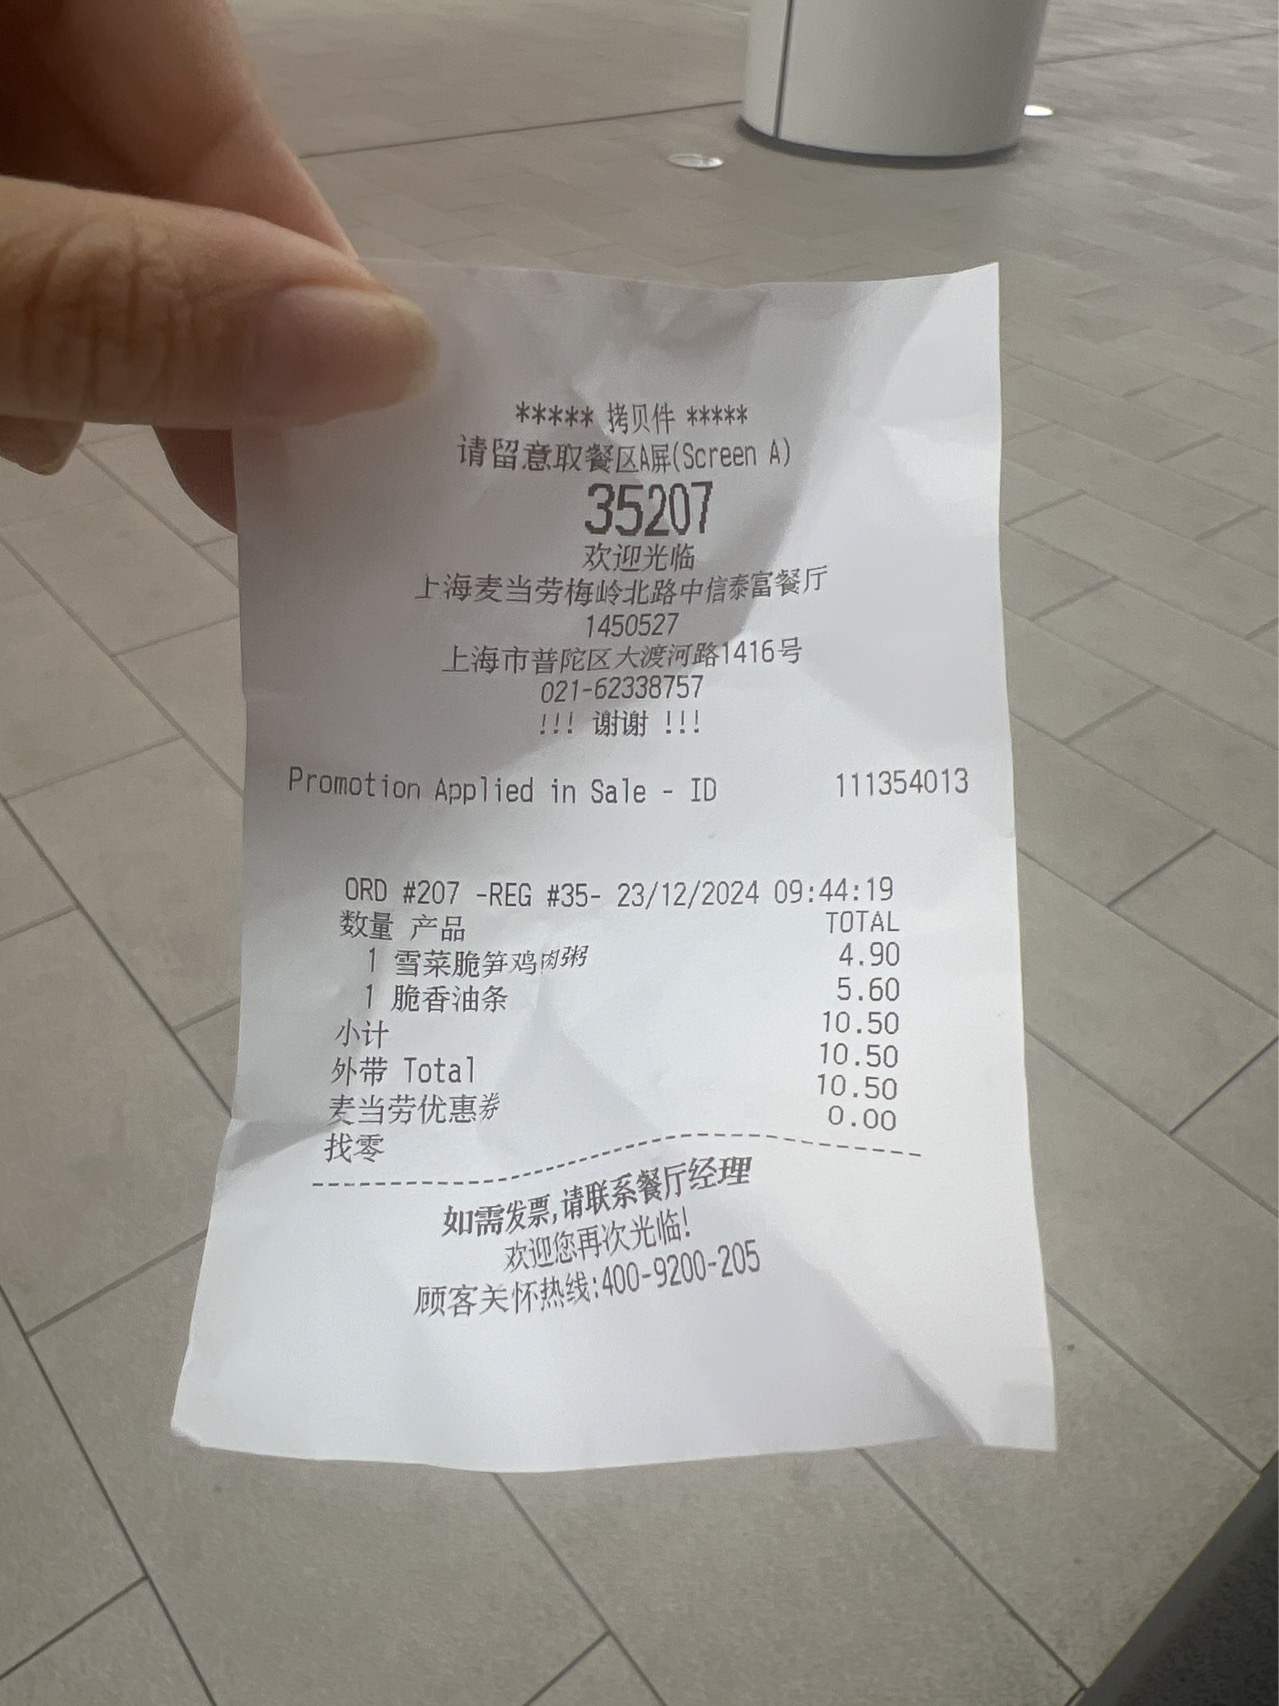 ***** 拷贝件 *****
请留意取餐区A屏(Screen A)
35207
欢迎光临
上海麦当劳梅岭北路中信泰富餐厅
1450527
上海市普陀区大渡河路1416号
021-62338757
!!! 谢谢 !!!
Promotion Applied in Sale - ID 111354013
ORD #207 -REG #35- 23/12/2024 09:44:19
数量 产品 TOTAL
1 雪菜脆笋鸡肉粥 4.90
1 脆香油条 5.60
小计 10.50
外带 Total 10.50
麦当劳优惠券 10.50
找零 0.00
如需发票,请联系餐厅经理
欢迎您再次光临!
顾客关怀热线:400-9200-205